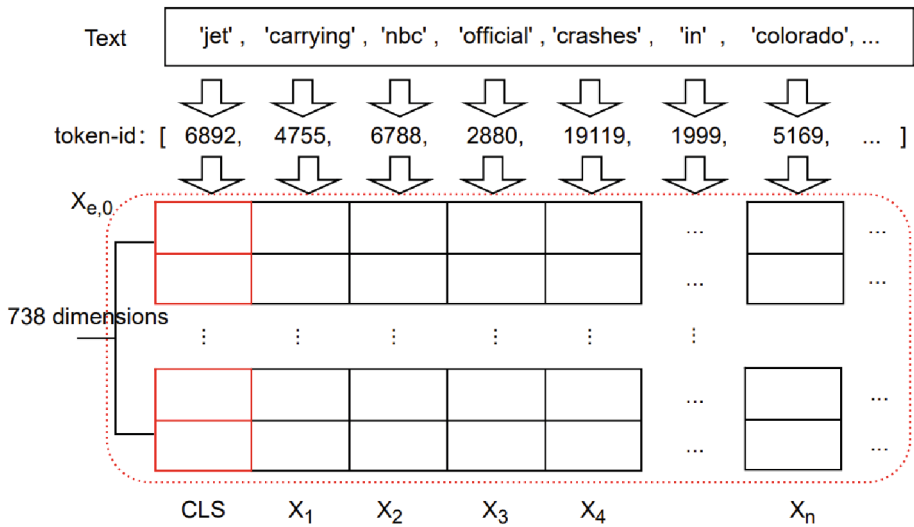 Text 'jet' , 'carrying' , 'nbc' , 'official' , 'crashes' , 'in' , 'colorado', ...
token-id: [ 6892, 4755, 6788, 2880, 19119, 1999, 5169, ... ]
Xe,0
... ...
... ...
738 dimensions
⋮ ⋮ ⋮ ⋮ ⋮ ⋮
... ...
... ...
CLS X1 X2 X3 X4 Xn